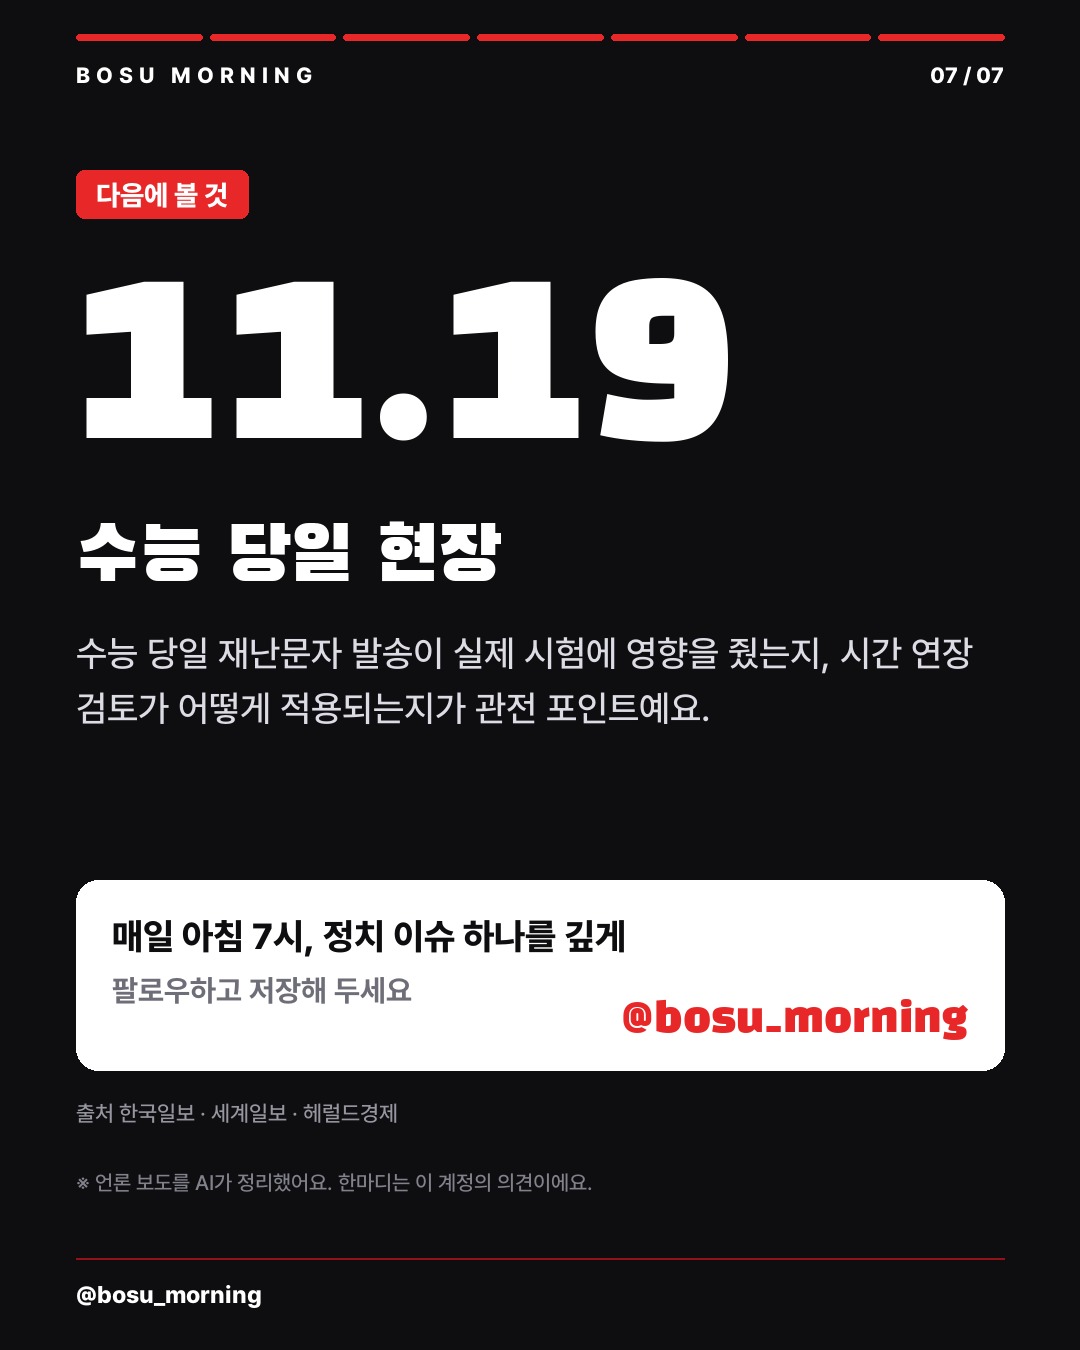 BOSU MORNING
07 / 07
다음에 볼 것
11.19
수능 당일 현장
수능 당일 재난문자 발송이 실제 시험에 영향을 줬는지, 시간 연장
검토가 어떻게 적용되는지가 관전 포인트예요.
매일 아침 7시, 정치 이슈 하나를 깊게
팔로우하고 저장해 두세요
@bosu_morning
출처 한국일보 · 세계일보 · 헤럴드경제
※ 언론 보도를 AI가 정리했어요. 한마디는 이 계정의 의견이에요.
@bosu_morning